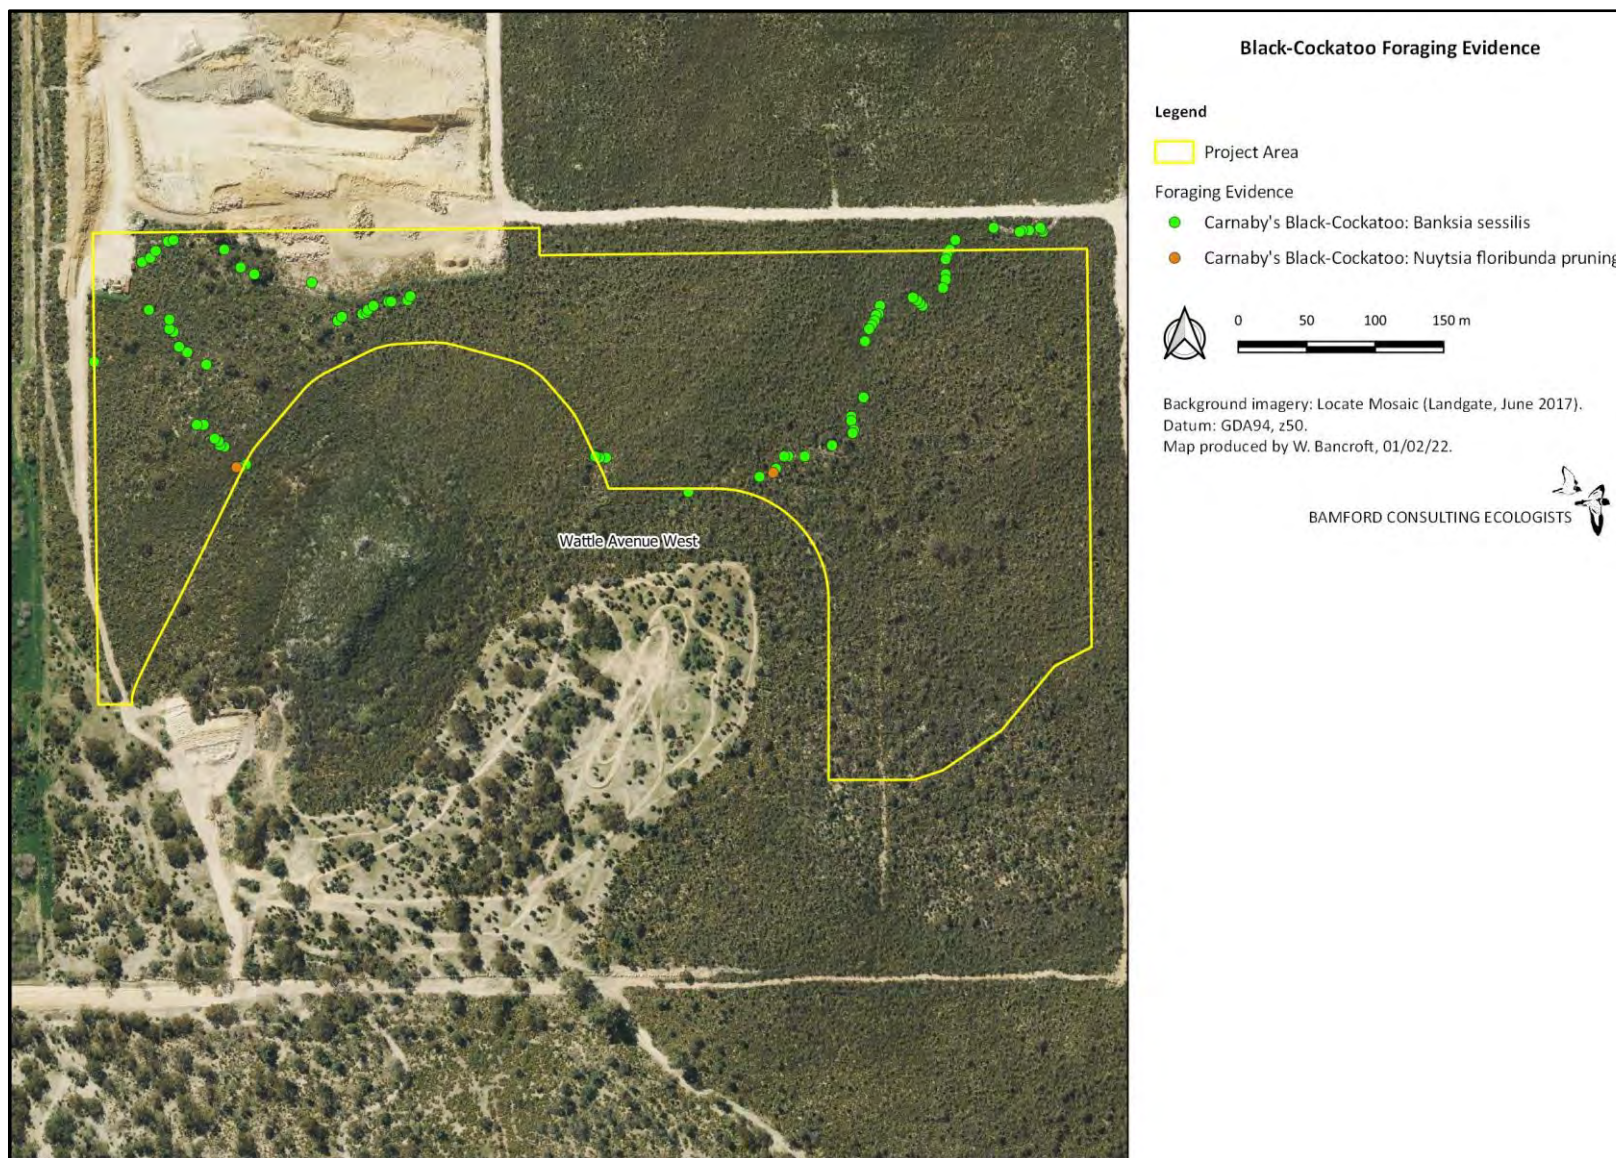 Black-Cockatoo Foraging Evidence
Legend
Project Area
Foraging Evidence
Carnaby's Black-Cockatoo: Banksia sessilis
Carnaby's Black-Cockatoo: Nuytsia floribunda pruning
0 50 100 150 m
Background imagery: Locate Mosaic (Landgate, June 2017).
Datum: GDA94, z50.
Map produced by W. Bancroft, 01/02/22.
BAMFORD CONSULTING ECOLOGISTS
Wattle Avenue West